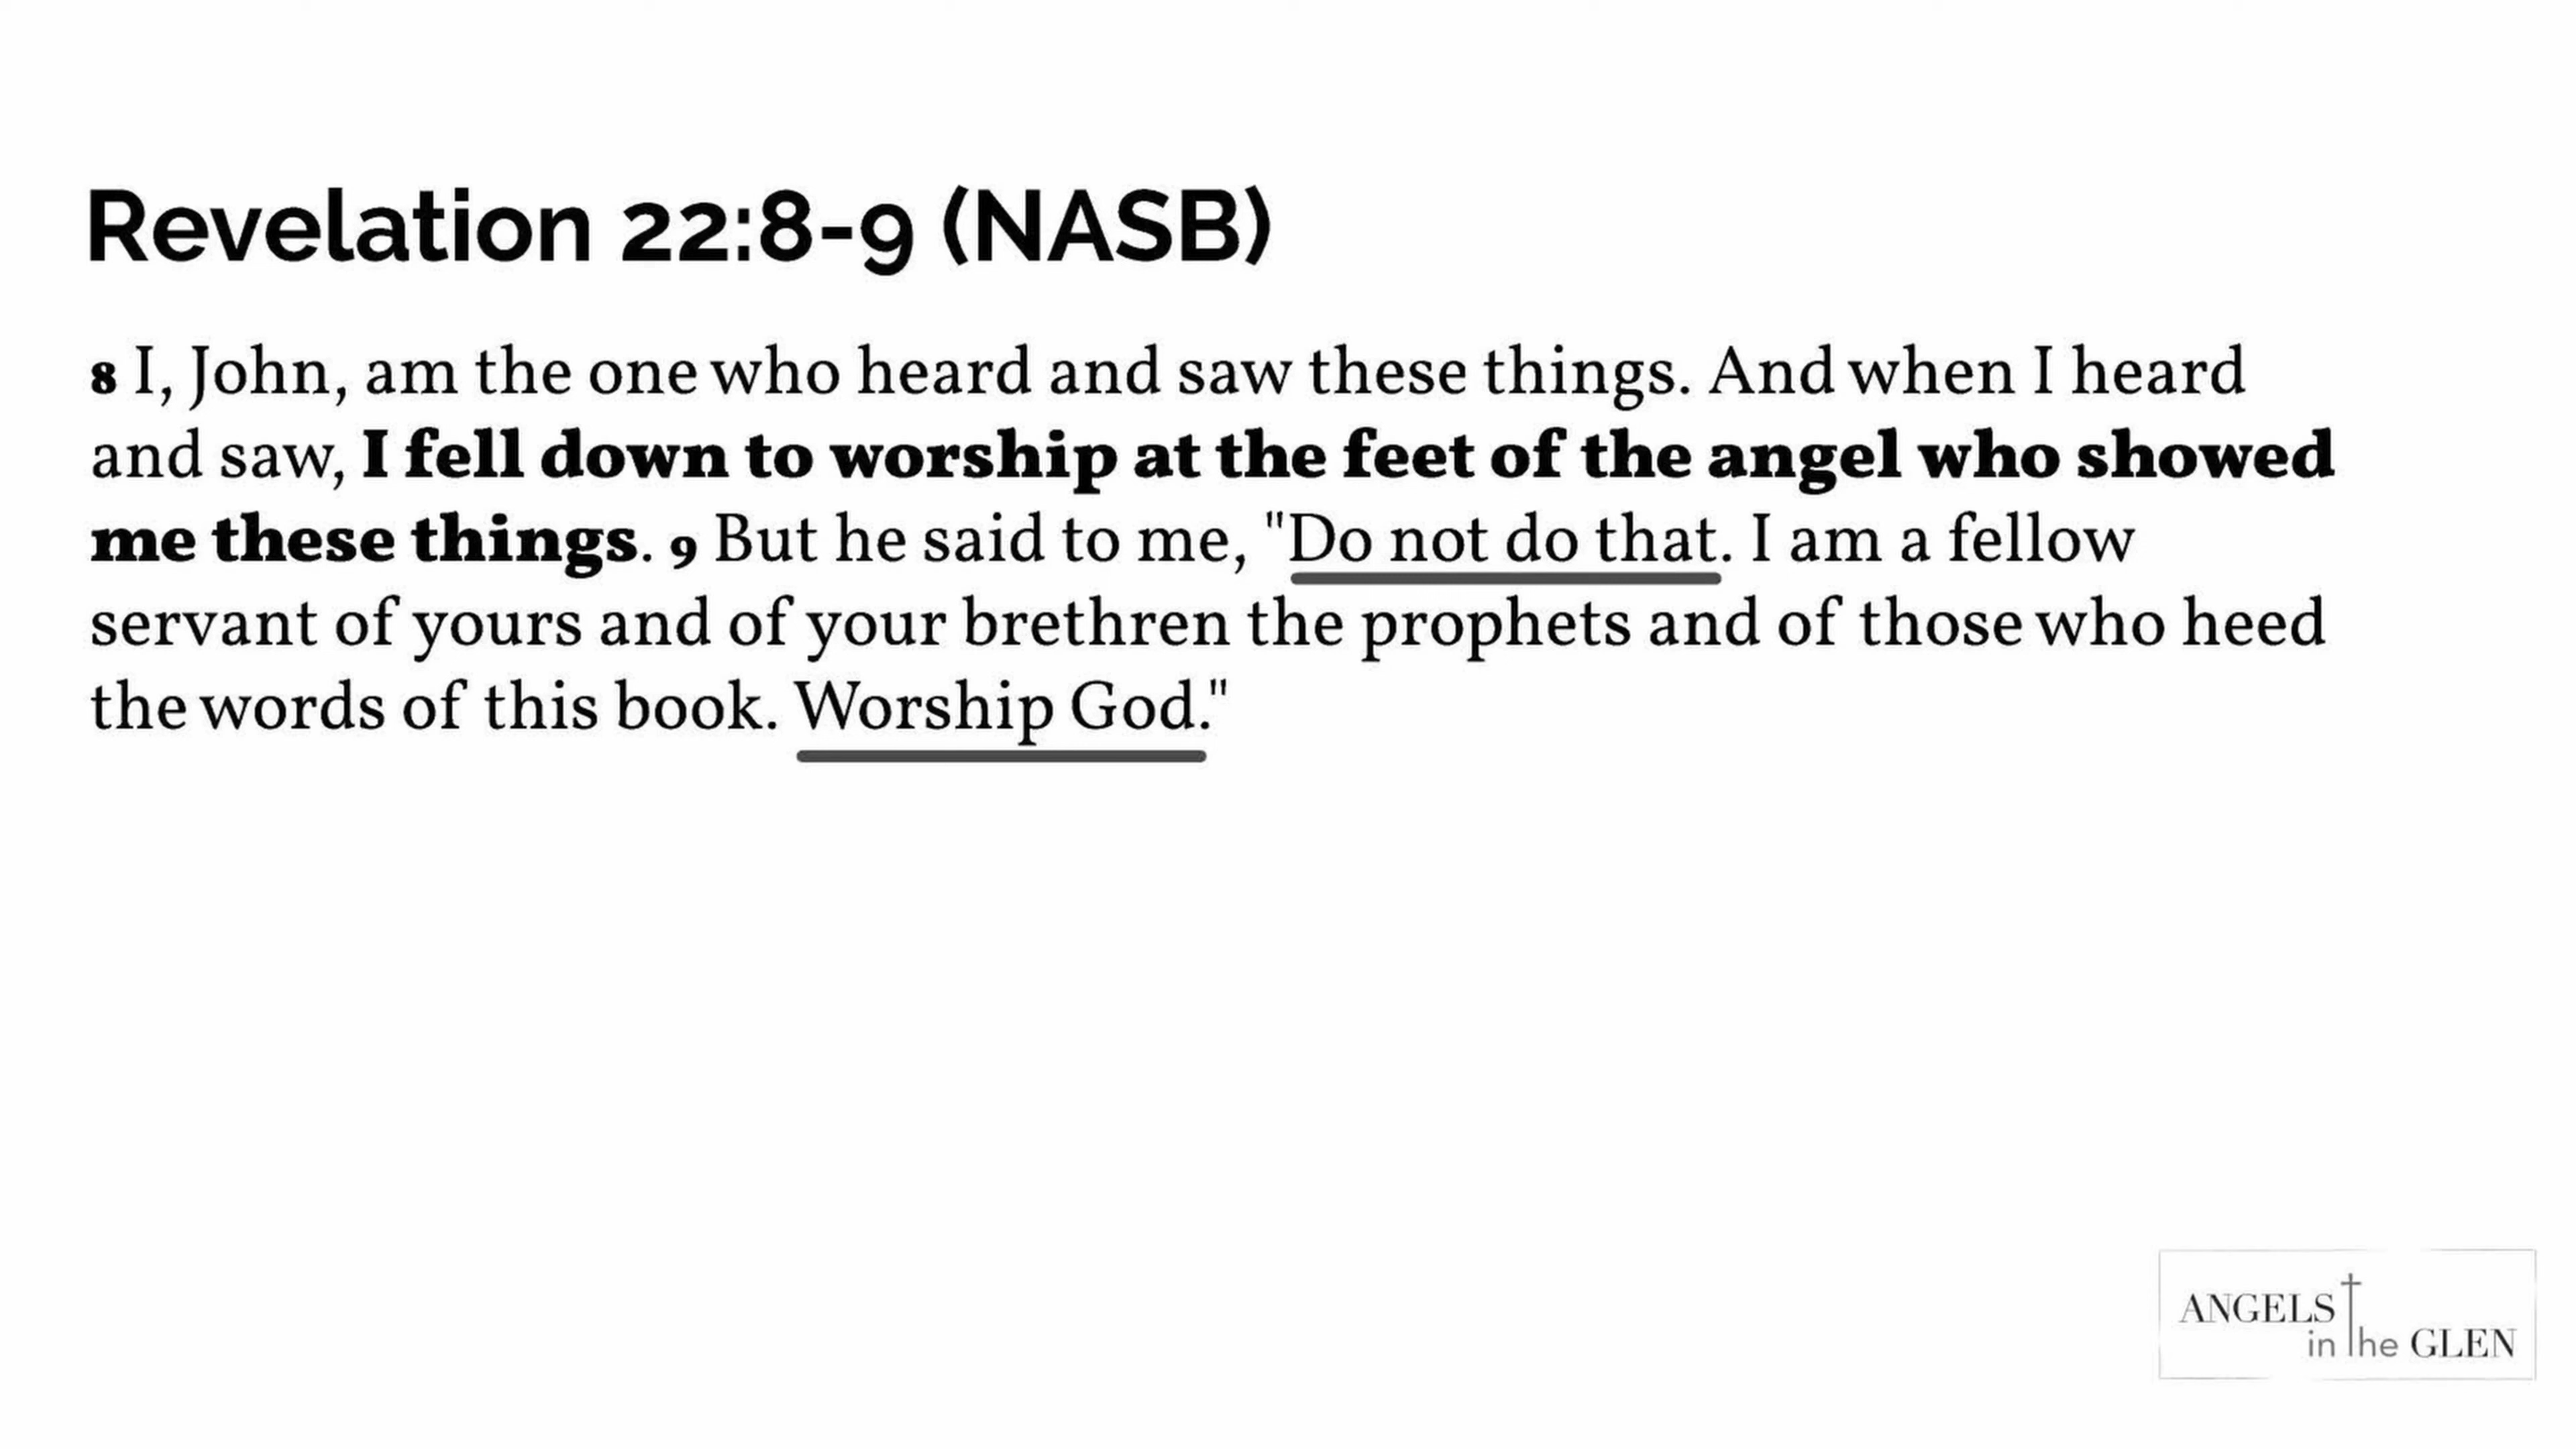 Revelation 22:8-9 (NASB)
8 I, John, am the one who heard and saw these things. And when I heard
and saw, I fell down to worship at the feet of the angel who showed
me these things. 9 But he said to me, "Do not do that. I am a fellow
servant of yours and of your brethren the prophets and of those who heed
the words of this book. Worship God."
ANGELS
in the GLEN